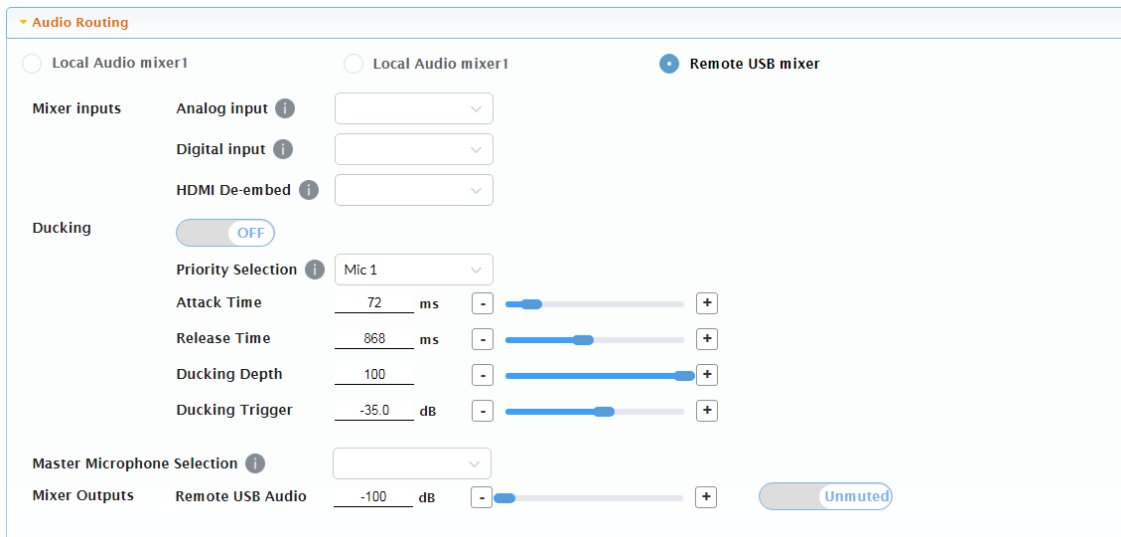 Audio Routing
Local Audio mixer1 Local Audio mixer1 Remote USB mixer
Mixer inputs Analog input
Digital input
HDMI De-embed
Ducking OFF
Priority Selection Mic 1
Attack Time 72 ms - +
Release Time 868 ms - +
Ducking Depth 100 - +
Ducking Trigger -35.0 dB - +
Master Microphone Selection
Mixer Outputs Remote USB Audio -100 dB - + Unmuted